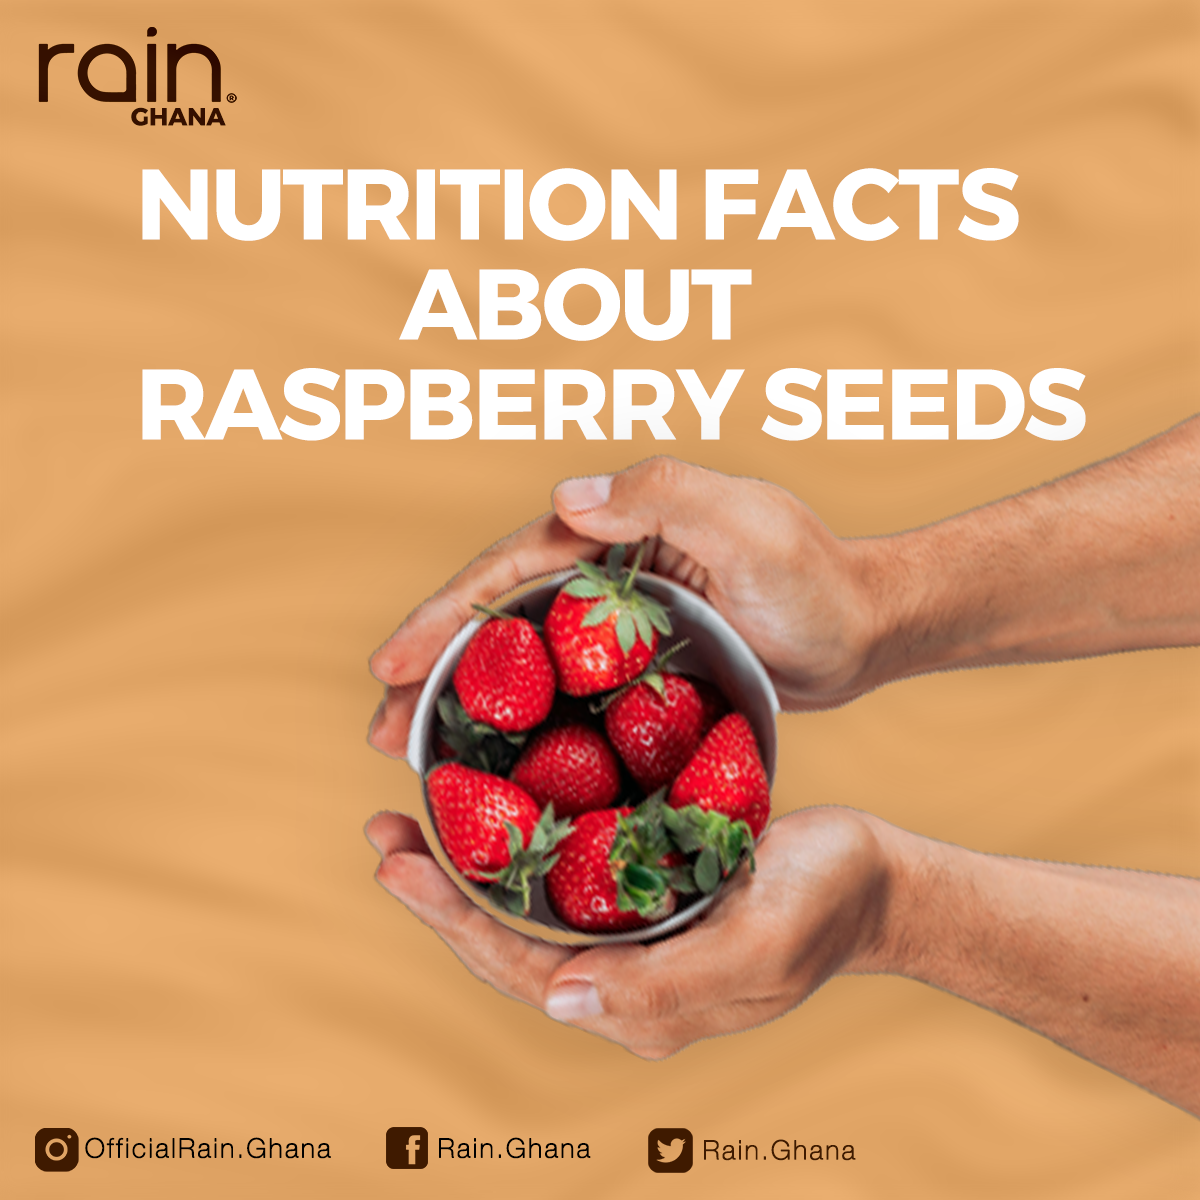 rain®
GHANA
NUTRITION FACTS
ABOUT
RASPBERRY SEEDS
OfficialRain.Ghana
Rain.Ghana
Rain.Ghana